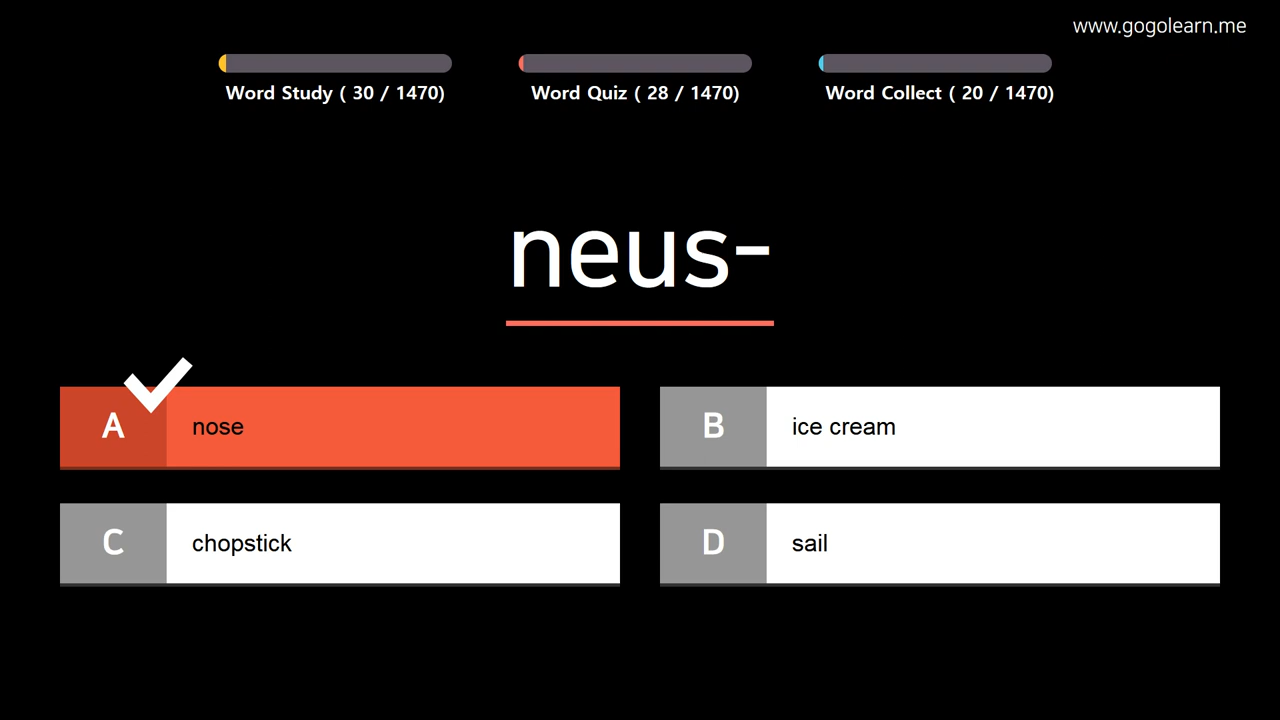 www.gogolearn.me
Word Study ( 30 / 1470)
Word Quiz ( 28 / 1470)
Word Collect ( 20 / 1470)
neus-
A nose
B ice cream
C chopstick
D sail